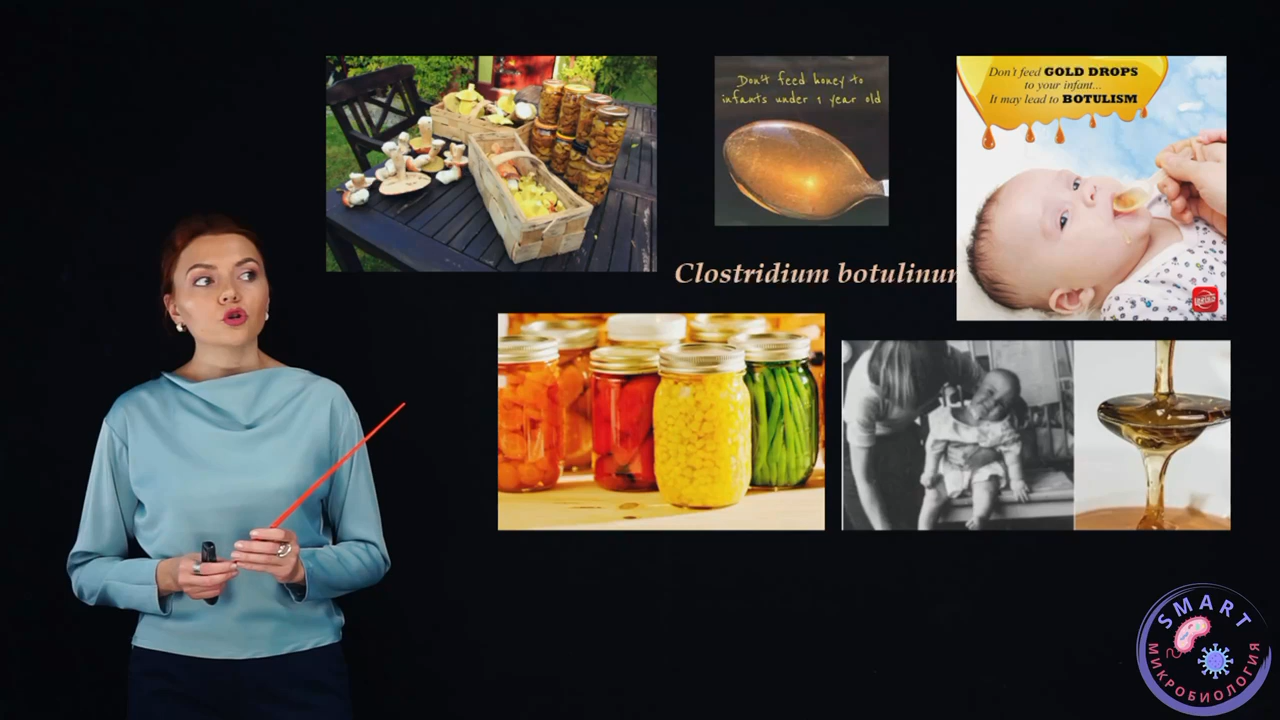 Don't feed honey to
infants under 1 year old
Don't feed GOLD DROPS
to your infant...
It may lead to BOTULISM
Clostridium botulinum
SMART
МИКРОБИОЛОГИЯ